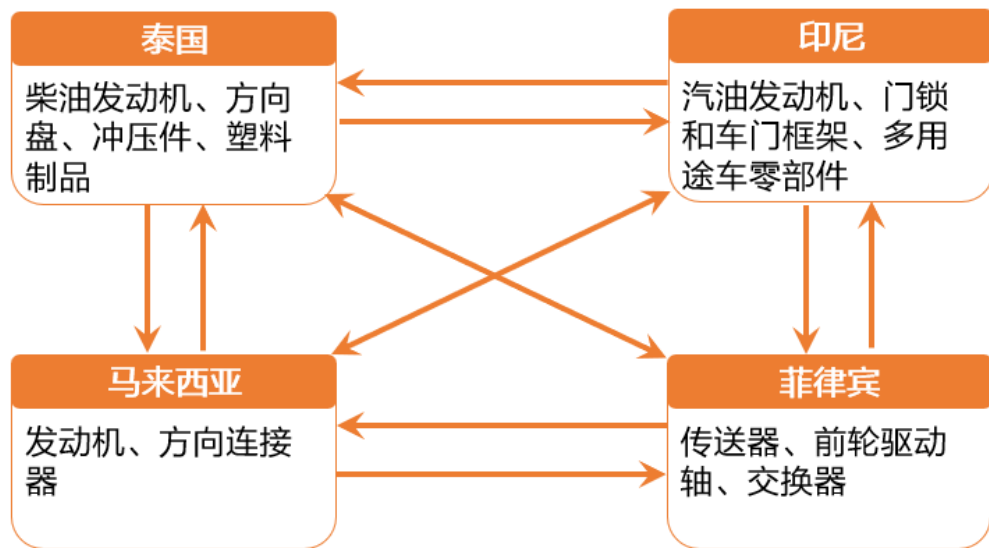 泰国
柴油发动机、方向
盘、冲压件、塑料
制品
印尼
汽油发动机、门锁
和车门框架、多用
途车零部件
马来西亚
发动机、方向连接
器
菲律宾
传送器、前轮驱动
轴、交换器